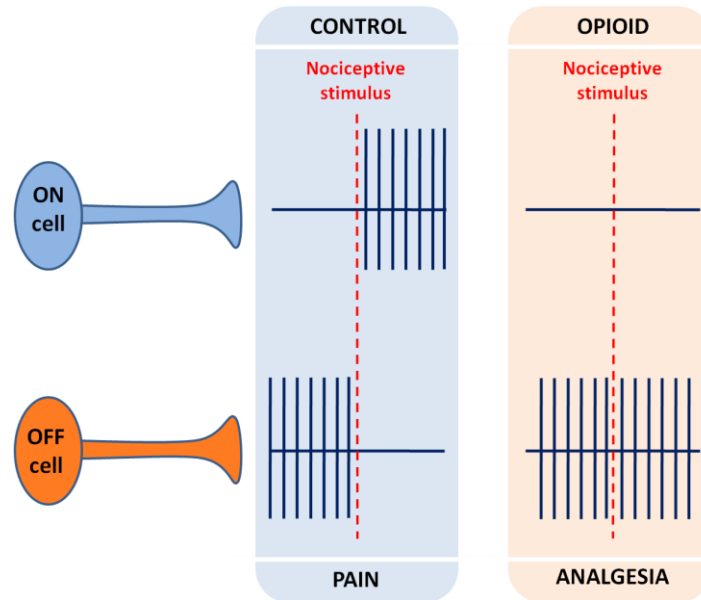 CONTROL
OPIOID
Nociceptive
stimulus
Nociceptive
stimulus
ON
cell
OFF
cell
PAIN
ANALGESIA